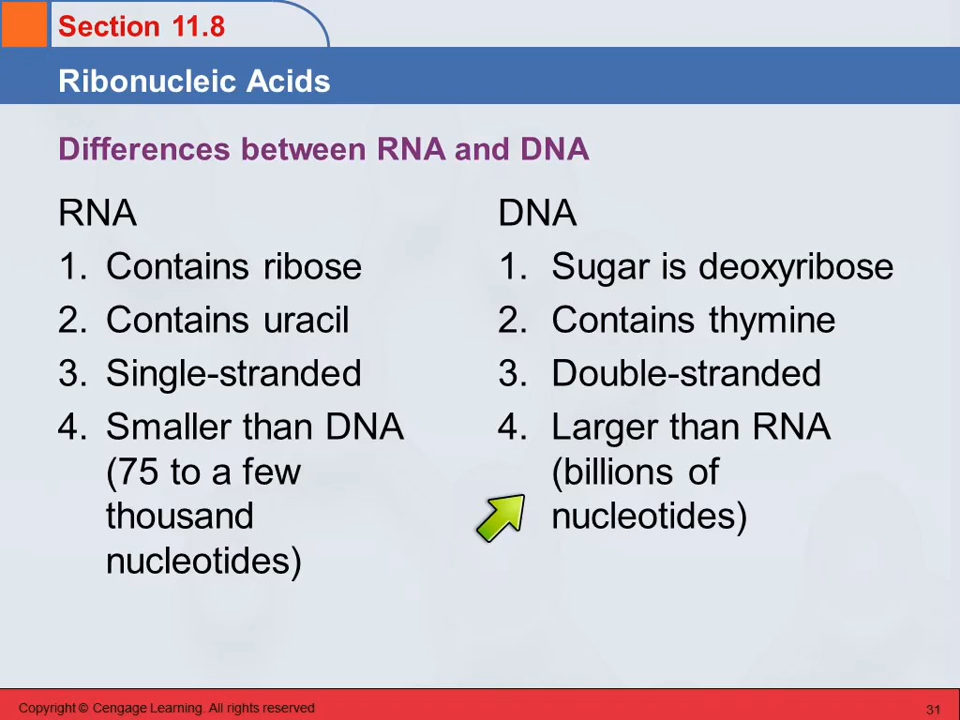 Section 11.8
Ribonucleic Acids
Differences between RNA and DNA
RNA
1. Contains ribose
2. Contains uracil
3. Single-stranded
4. Smaller than DNA
(75 to a few
thousand
nucleotides)
DNA
1. Sugar is deoxyribose
2. Contains thymine
3. Double-stranded
4. Larger than RNA
(billions of
nucleotides)
Copyright © Cengage Learning. All rights reserved
31